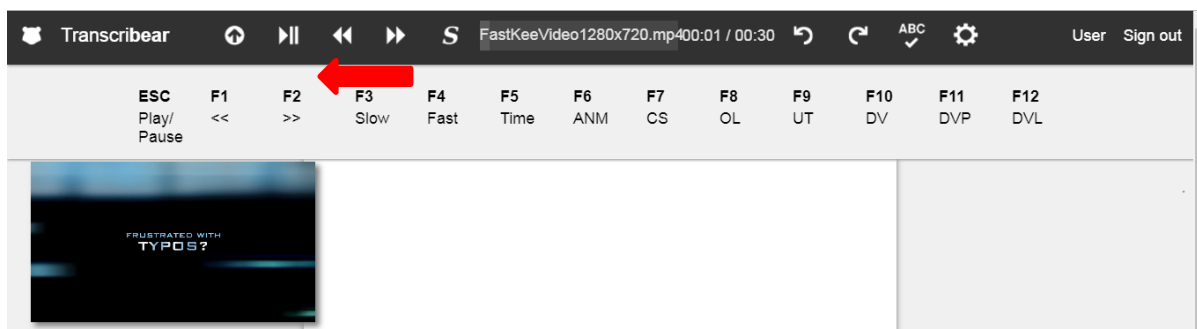 Transcribear S FastKeeVideo1280x720.mp4 00:01 / 00:30 ABC User Sign out
ESC F1 F2 F3 F4 F5 F6 F7 F8 F9 F10 F11 F12
Play/ << >> Slow Fast Time ANM CS OL UT DV DVP DVL
Pause
FRUSTRATED WITH
TYPOS?